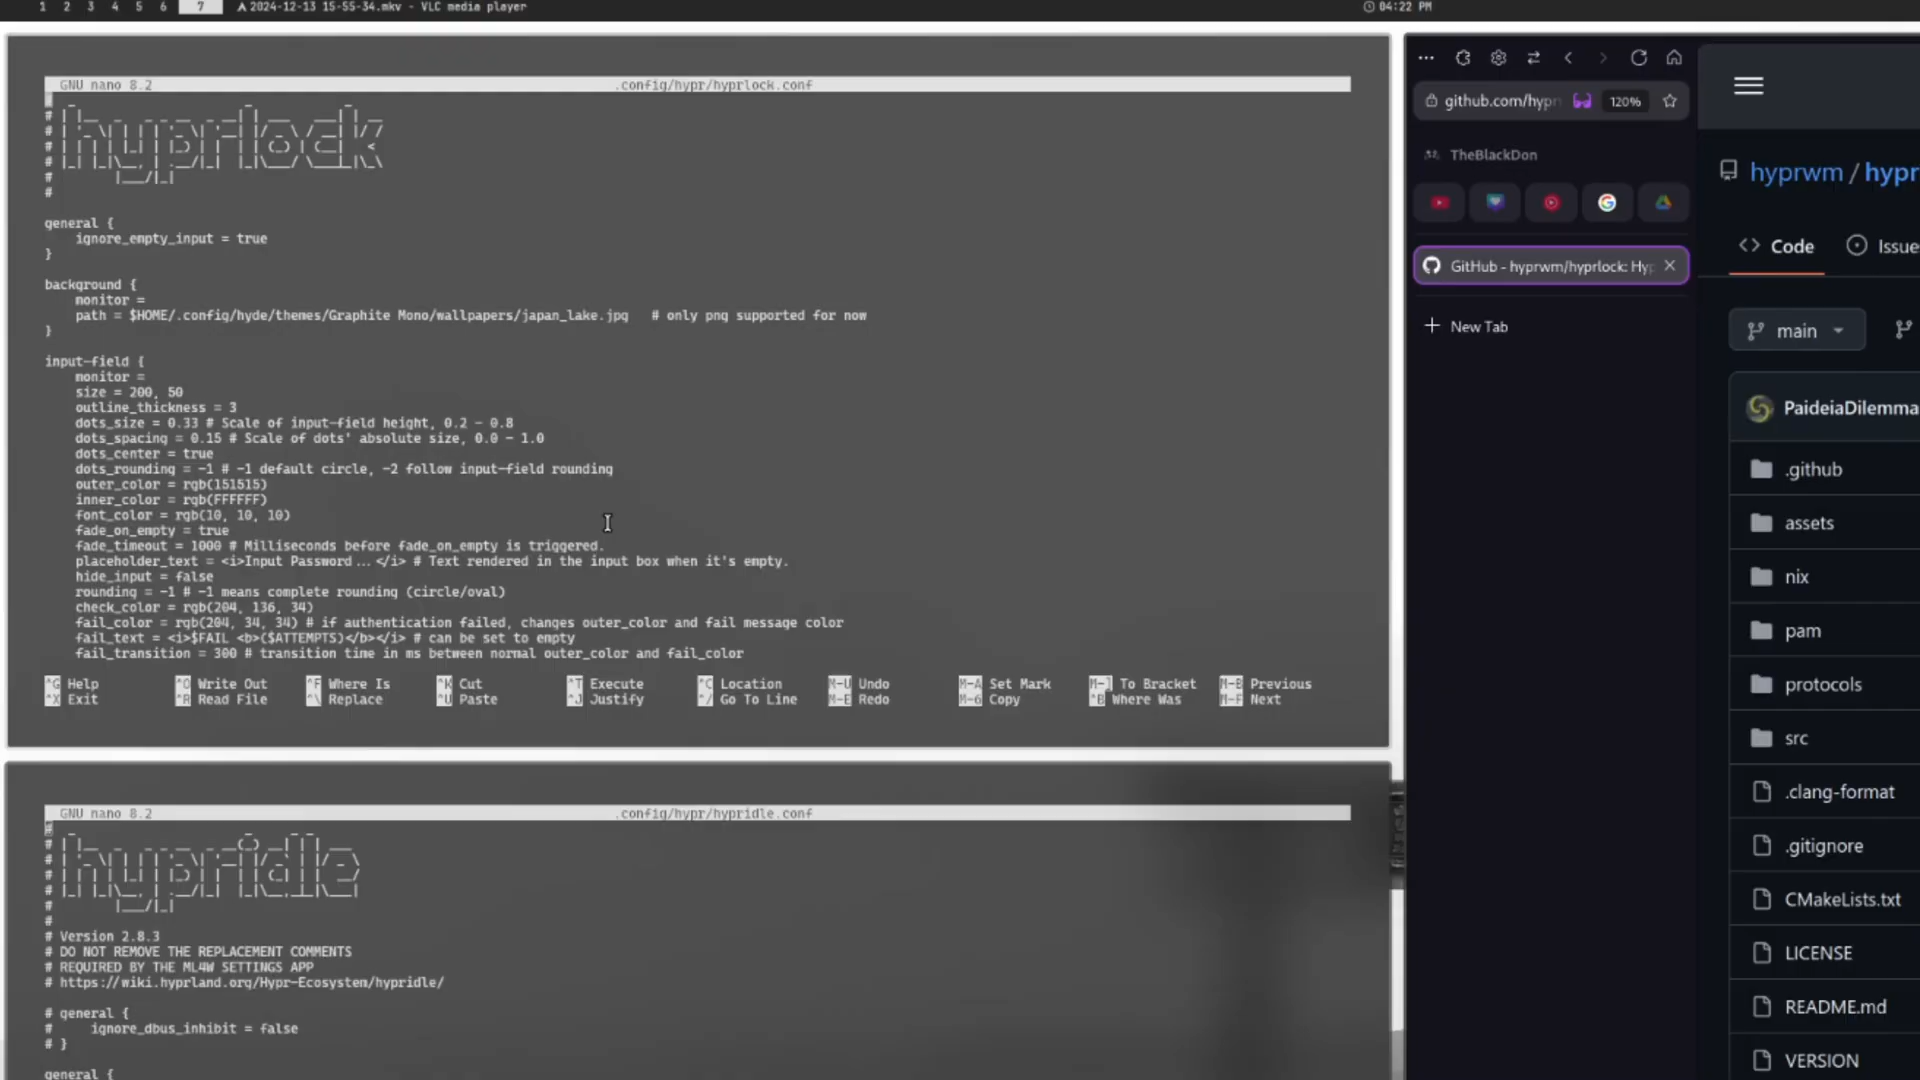 1 2 3 4 5 6 7 2024-12-13 15-55-34.mkv - VLC media player 04:22 PM
GNU nano 8.2 .config/hypr/hyprlock.conf
#
# hyprlock
#
#
#
#
#
general {
ignore_empty_input = true
}
background {
monitor =
path = $HOME/.config/hyde/themes/Graphite Mono/wallpapers/japan_lake.jpg # only png supported for now
}
input-field {
monitor =
size = 200, 50
outline_thickness = 3
dots_size = 0.33 # Scale of input-field height, 0.2 - 0.8
dots_spacing = 0.15 # Scale of dots' absolute size, 0.0 - 1.0
dots_center = true
dots_rounding = -1 # -1 default circle, -2 follow input-field rounding
outer_color = rgb(151515)
inner_color = rgb(FFFFFF)
font_color = rgb(10, 10, 10)
fade_on_empty = true
fade_timeout = 1000 # Milliseconds before fade_on_empty is triggered.
placeholder_text = <i>Input Password...</i> # Text rendered in the input box when it's empty.
hide_input = false
rounding = -1 # -1 means complete rounding (circle/oval)
check_color = rgb(204, 136, 34)
fail_color = rgb(204, 34, 34) # if authentication failed, changes outer_color and fail message color
fail_text = <i>$FAIL <b>($ATTEMPTS)</b></i> # can be set to empty
fail_transition = 300 # transition time in ms between normal outer_color and fail_color
^G Help ^O Write Out ^F Where Is ^K Cut ^T Execute ^C Location M-U Undo M-A Set Mark M-] To Bracket M-B Previous
^X Exit ^R Read File ^\ Replace ^U Paste ^J Justify ^/ Go To Line M-E Redo M-6 Copy ^B Where Was M-F Next
GNU nano 8.2 .config/hypr/hypridle.conf
#
# hypridle
#
#
#
#
#
# Version 2.8.3
# DO NOT REMOVE THE REPLACEMENT COMMENTS
# REQUIRED BY THE ML4W SETTINGS APP
# https://wiki.hyprland.org/Hypr-Ecosystem/hypridle/
# general {
# ignore_dbus_inhibit = false
# }
general {
github.com/hypr 120%
TheBlackDon
GitHub - hyprwm/hyprlock: Hy
New Tab
hyprwm / hypr
Code Issue
main
PaideiaDilemma
.github
assets
nix
pam
protocols
src
.clang-format
.gitignore
CMakeLists.txt
LICENSE
README.md
VERSION